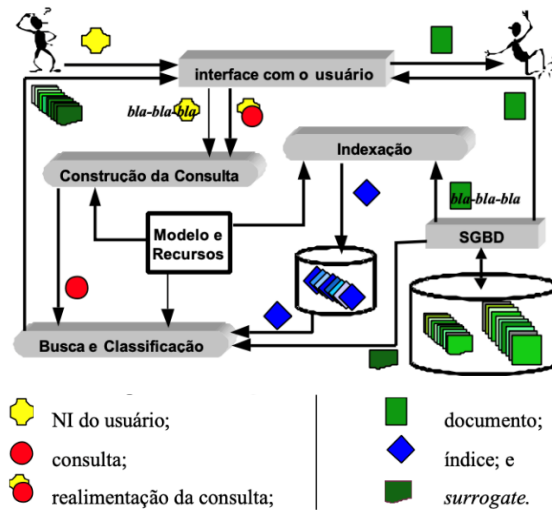 interface com o usuário
bla-bla-bla
Indexação
Construção da Consulta
bla-bla-bla
SGBD
Modelo e
Recursos
Busca e Classificação
NI do usuário;
documento;
consulta;
índice; e
realimentação da consulta;
surrogate.